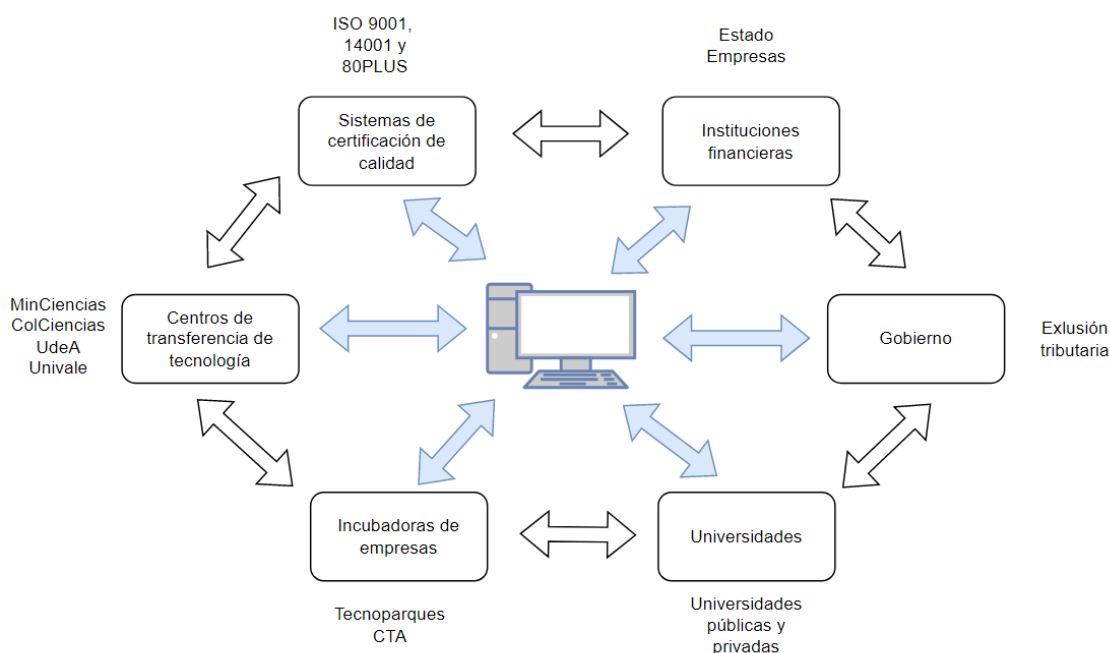 ISO 9001,
14001 y
80PLUS
Estado
Empresas
Sistemas de
certificación de
calidad
Instituciones
financieras
MinCiencias
ColCiencias
UdeA
Univale
Centros de
transferencia de
tecnología
Gobierno
Exlusión
tributaria
Incubadoras de
empresas
Universidades
Tecnoparques
CTA
Universidades
públicas y
privadas